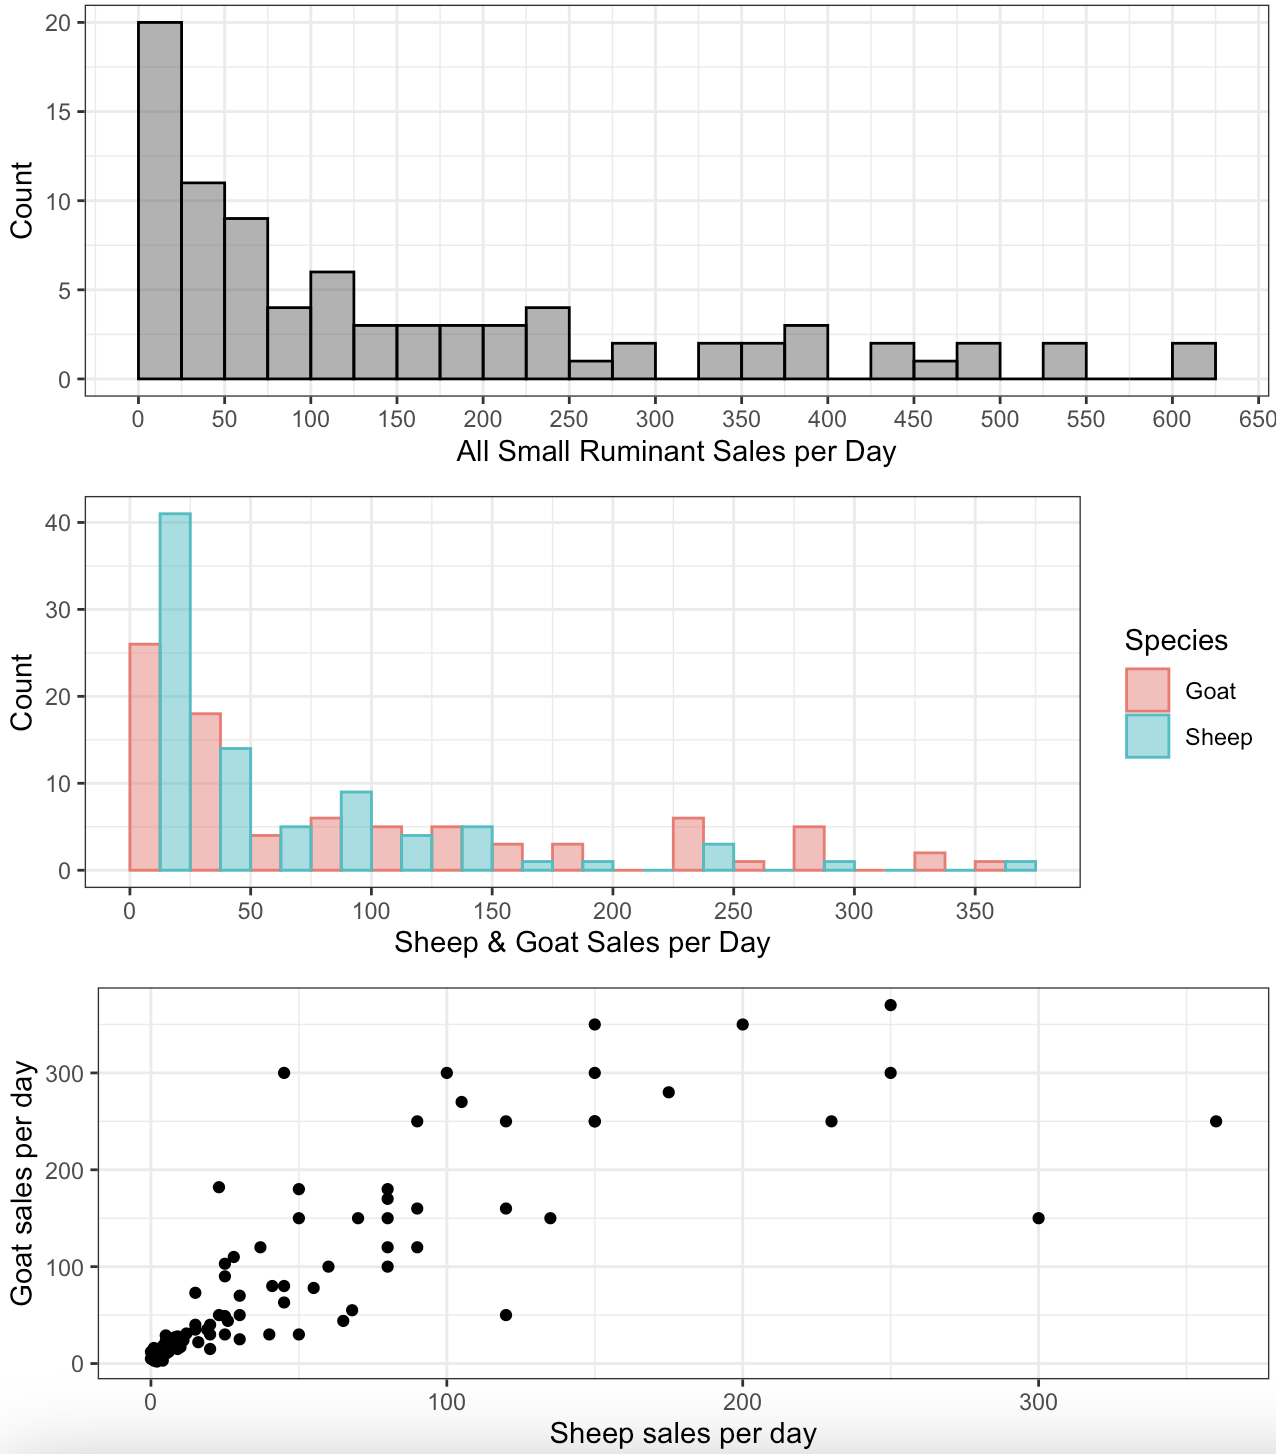 20
15
10
5
0
Count
0 50 100 150 200 250 300 350 400 450 500 550 600 650
All Small Ruminant Sales per Day
40
30
20
10
0
Count
0 50 100 150 200 250 300 350
Sheep & Goat Sales per Day
Species
Goat
Sheep
300
200
100
0
Goat sales per day
0 100 200 300
Sheep sales per day